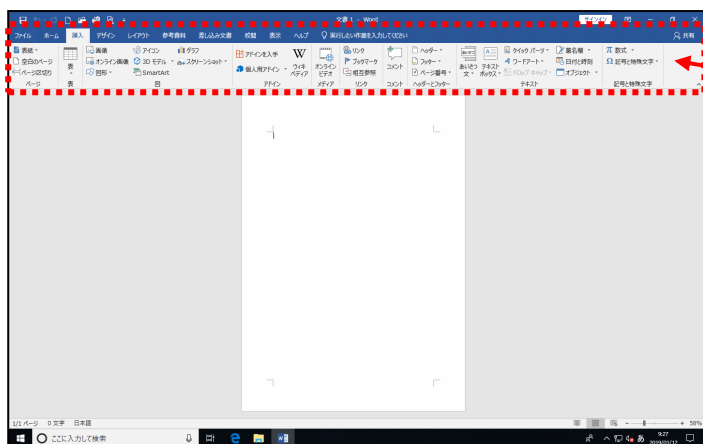 文書 1 - Word
サインイン
ファイル ホーム 挿入 デザイン レイアウト 参考資料 差し込み文書 校閲 表示 ヘルプ 実行したい作業を入力してください 共有
表紙
空白のページ
ページ区切り
ページ
表
表
画像
オンライン画像
図形
アイコン
3D モデル
SmartArt
グラフ
スクリーンショット
図
アドインを入手
個人用アドイン
W
ウィキ
ペディア
アドイン
オンライン
ビデオ
メディア
リンク
ブックマーク
相互参照
リンク
コメント
コメント
ヘッダー
フッター
ページ番号
ヘッダーとフッター
あいさつ
文
テキスト
ボックス
クイック パーツ
ワードアート
ドロップ キャップ
署名欄
日付と時刻
オブジェクト
テキスト
π 数式
Ω 記号と特殊文字
記号と特殊文字
1/1 ページ 0 文字 日本語
50%
ここに入力して検索
あ
9:27
2019/03/12